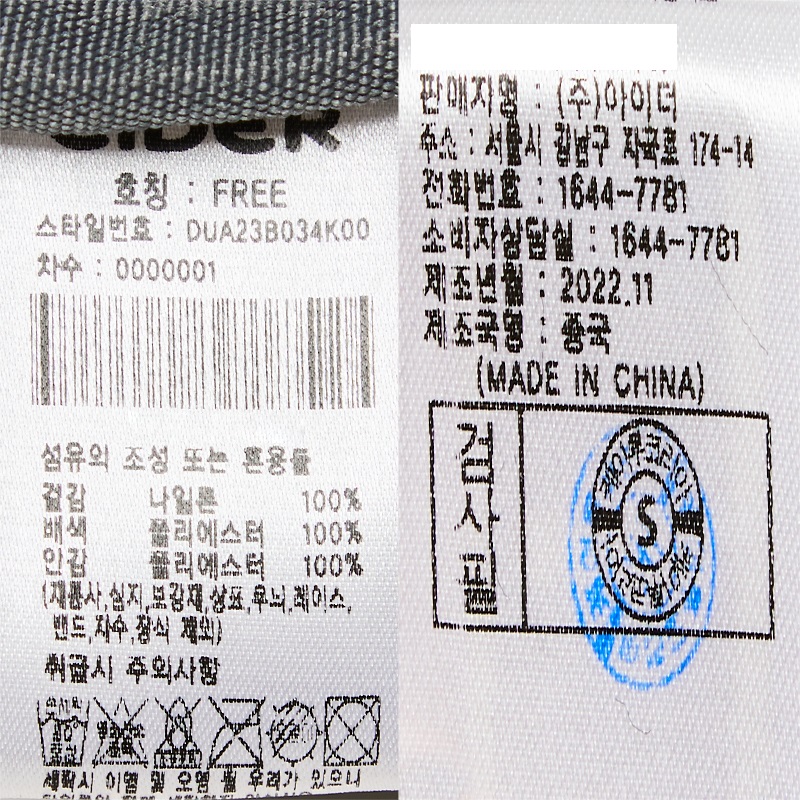 EIDER
호칭 : FREE
스타일번호 : DUA23B034K00
차수 : 0000001
섬유의 조성 또는 혼용률
겉감 나일론 100%
배색 폴리에스터 100%
안감 폴리에스터 100%
(재봉사,심지,보강재,상표,무늬,레이스,
밴드,자수,장식 제외)
취급시 주의사항
세탁시 이염 및 오염 될 우려가 있으니
판매자명 : (주)아이더
주소 : 서울시 강남구 자곡로 174-14
전화번호 : 1644-7781
소비자상담실 : 1644-7781
제조년월 : 2022.11
제조국명 : 중국
(MADE IN CHINA)
검사필
S